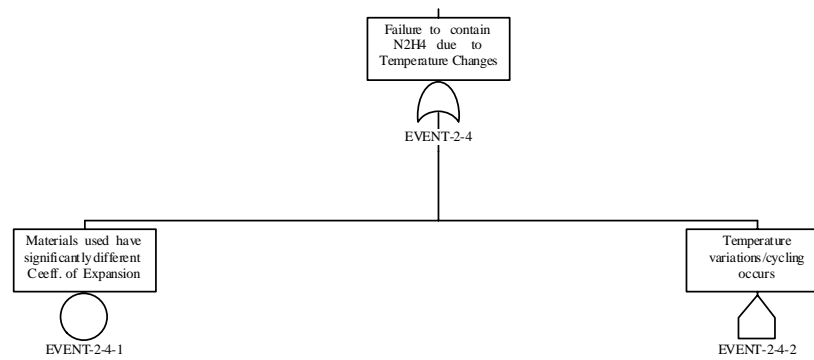 Failure to contain
N2H4 due to
Temperature Changes
EVENT-2-4
Materials used have
significantly different
Ceeff. of Expansion
EVENT-2-4-1
Temperature
variations/cycling
occurs
EVENT-2-4-2